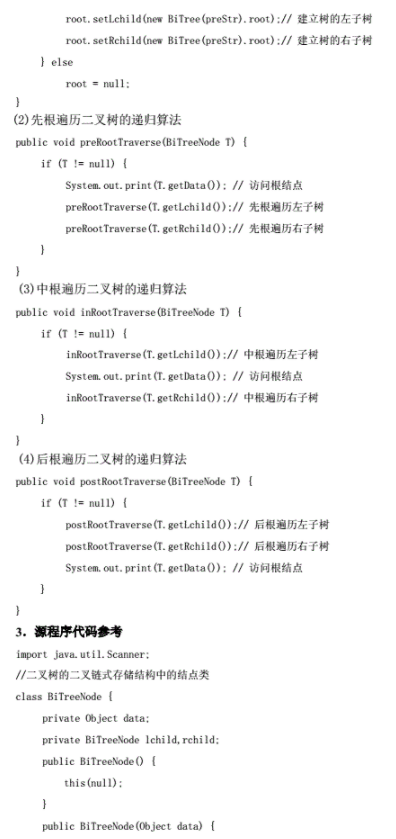 root.setLchild(new BiTree(preStr).root);// 建立树的左子树
root.setRchild(new BiTree(preStr).root);// 建立树的右子树
} else
root = null;
}
(2)先根遍历二叉树的递归算法
public void preRootTraverse(BiTreeNode T) {
if (T != null) {
System.out.print(T.getData()); // 访问根结点
preRootTraverse(T.getLchild());// 先根遍历左子树
preRootTraverse(T.getRchild());// 先根遍历右子树
}
}
(3)中根遍历二叉树的递归算法
public void inRootTraverse(BiTreeNode T) {
if (T != null) {
inRootTraverse(T.getLchild());// 中根遍历左子树
System.out.print(T.getData()); // 访问根结点
inRootTraverse(T.getRchild());// 中根遍历右子树
}
}
(4)后根遍历二叉树的递归算法
public void postRootTraverse(BiTreeNode T) {
if (T != null) {
postRootTraverse(T.getLchild());// 后根遍历左子树
postRootTraverse(T.getRchild());// 后根遍历右子树
System.out.print(T.getData()); // 访问根结点
}
}
3．源程序代码参考
import java.util.Scanner;
//二叉树的二叉链式存储结构中的结点类
class BiTreeNode {
private Object data;
private BiTreeNode lchild,rchild;
public BiTreeNode() {
this(null);
}
public BiTreeNode(Object data) {